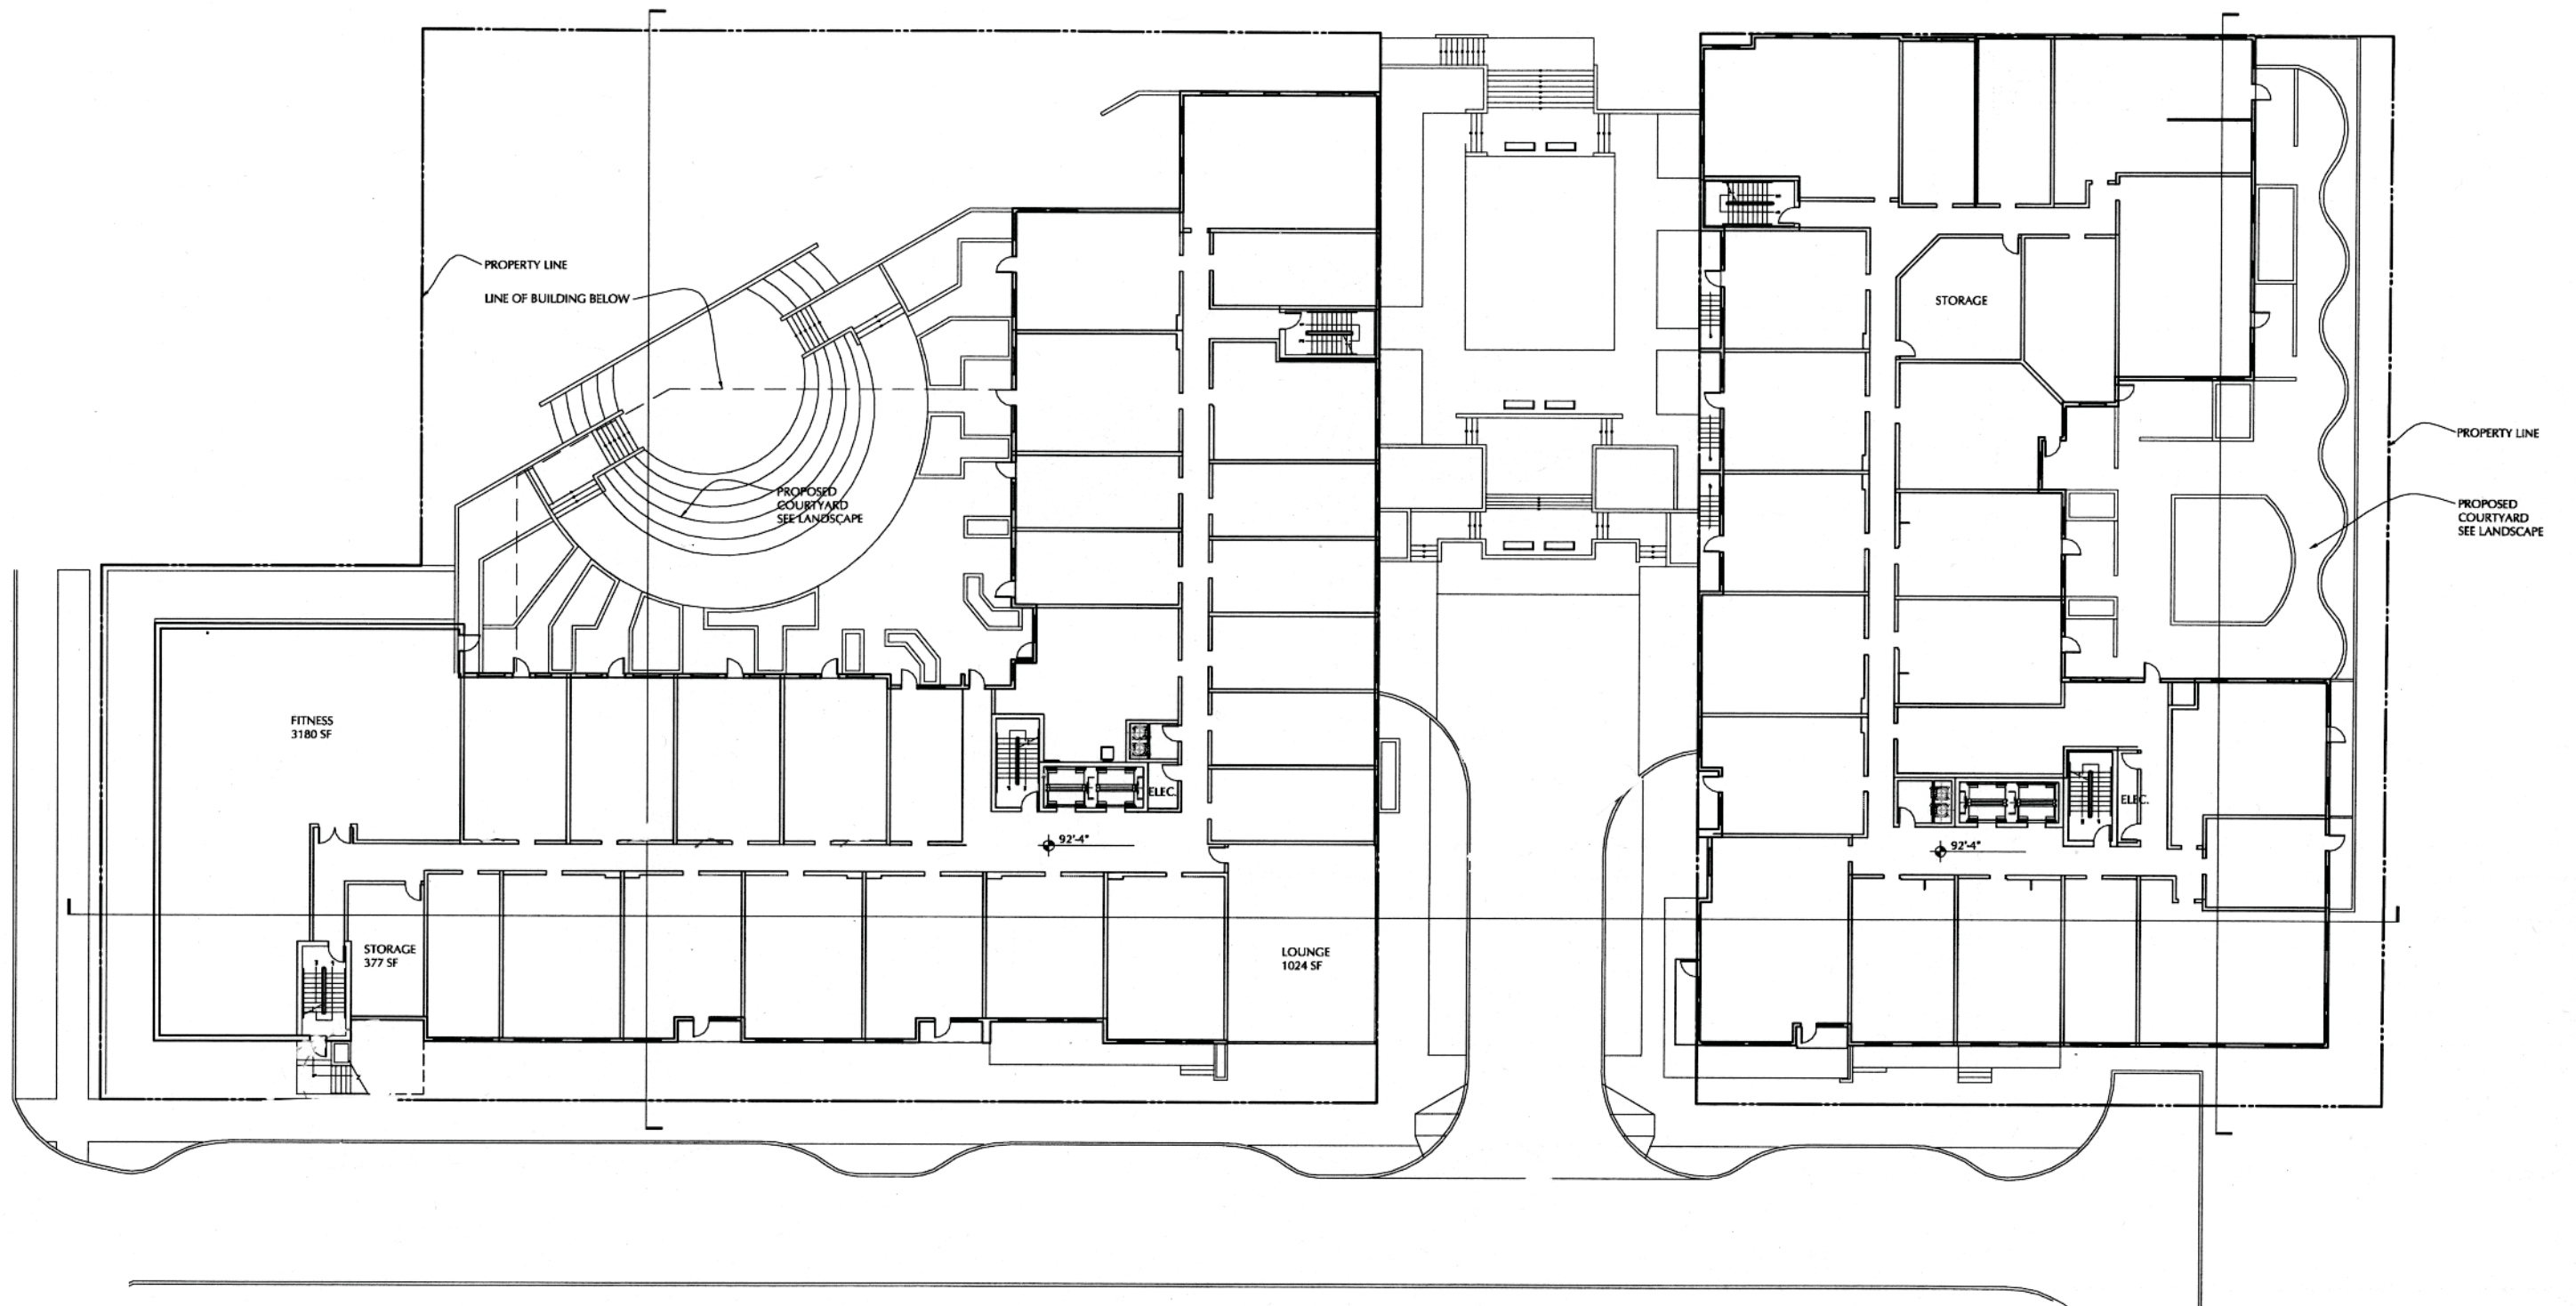 PROPERTY LINE
LINE OF BUILDING BELOW
PROPOSED
COURTYARD
SEE LANDSCAPE
FITNESS
3180 SF
STORAGE
377 SF
ELEC.
92'-4"
LOUNGE
1024 SF
STORAGE
ELEC.
92'-4"
PROPERTY LINE
PROPOSED
COURTYARD
SEE LANDSCAPE